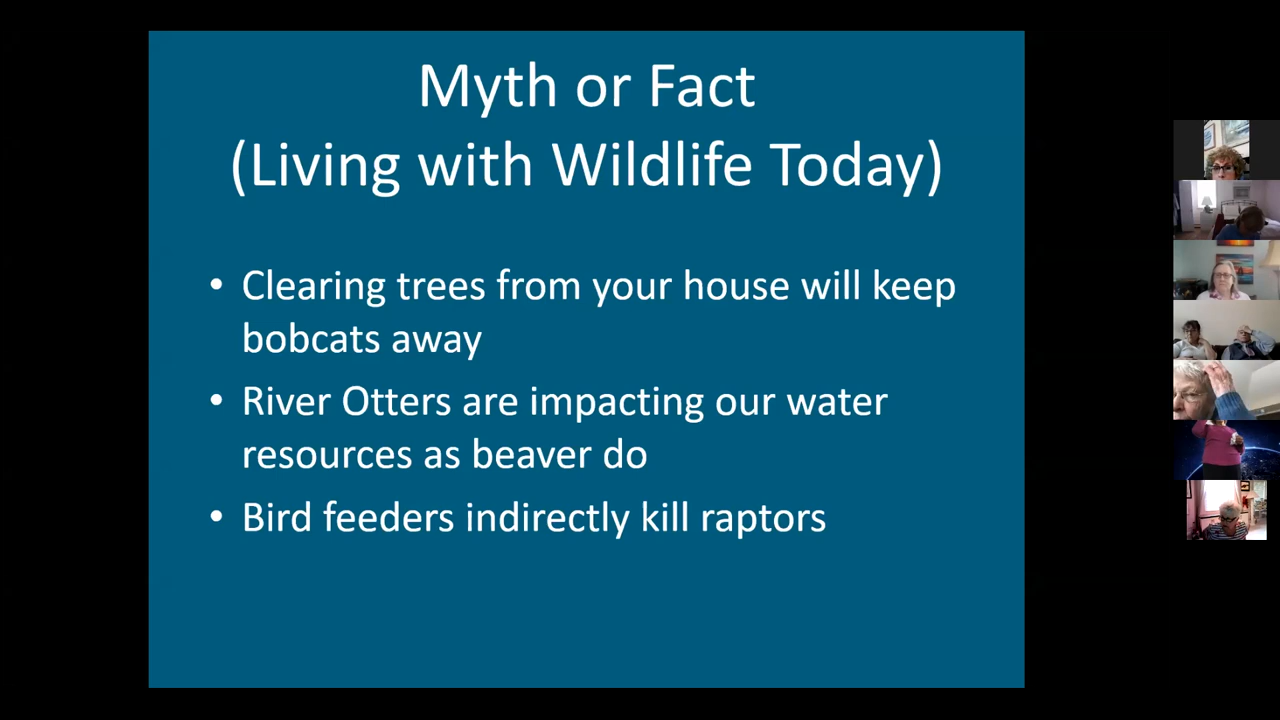 Myth or Fact
(Living with Wildlife Today)
• Clearing trees from your house will keep
bobcats away
• River Otters are impacting our water
resources as beaver do
• Bird feeders indirectly kill raptors